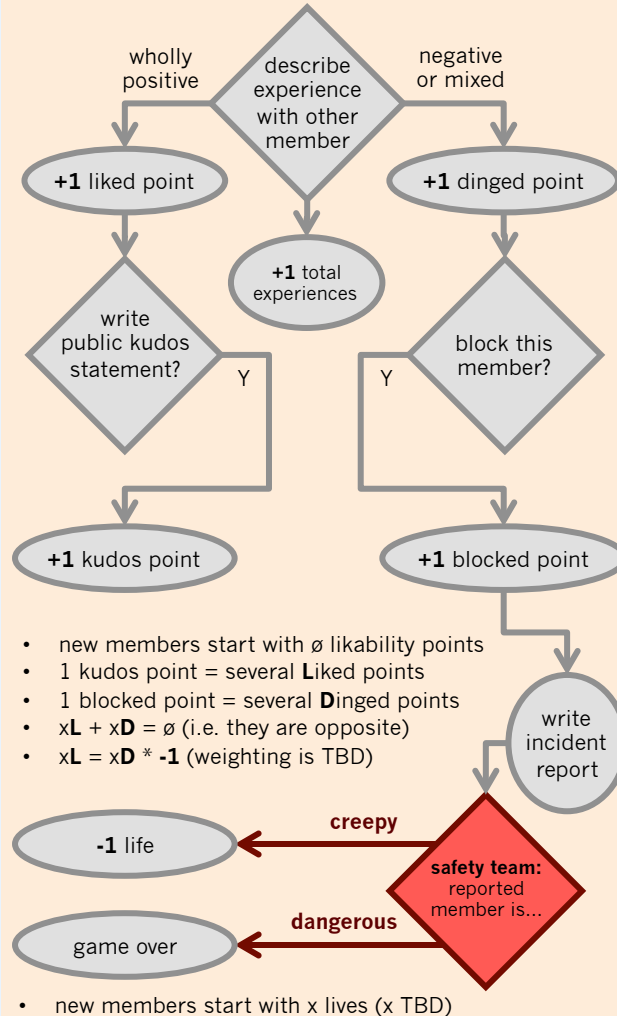 describe
experience
with other
member
wholly
positive
negative
or mixed
+1 liked point
+1 dinged point
+1 total
experiences
write
public kudos
statement?
Y
block this
member?
Y
+1 kudos point
+1 blocked point
• new members start with ø likability points
• 1 kudos point = several Liked points
• 1 blocked point = several Dinged points
• xL + xD = ø (i.e. they are opposite)
• xL = xD * -1 (weighting is TBD)
write
incident
report
safety team:
reported
member is...
creepy
-1 life
dangerous
game over
• new members start with x lives (x TBD)